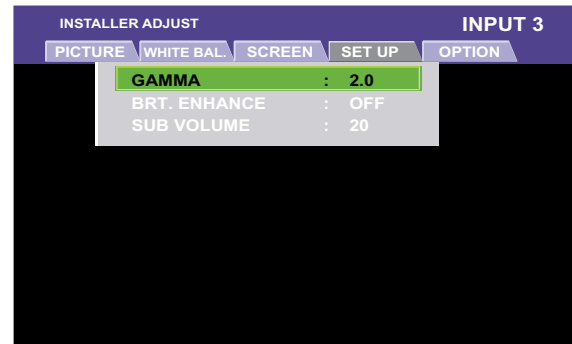 INSTALLER ADJUST INPUT 3
PICTURE WHITE BAL. SCREEN SET UP OPTION
GAMMA : 2.0
BRT. ENHANCE : OFF
SUB VOLUME : 20